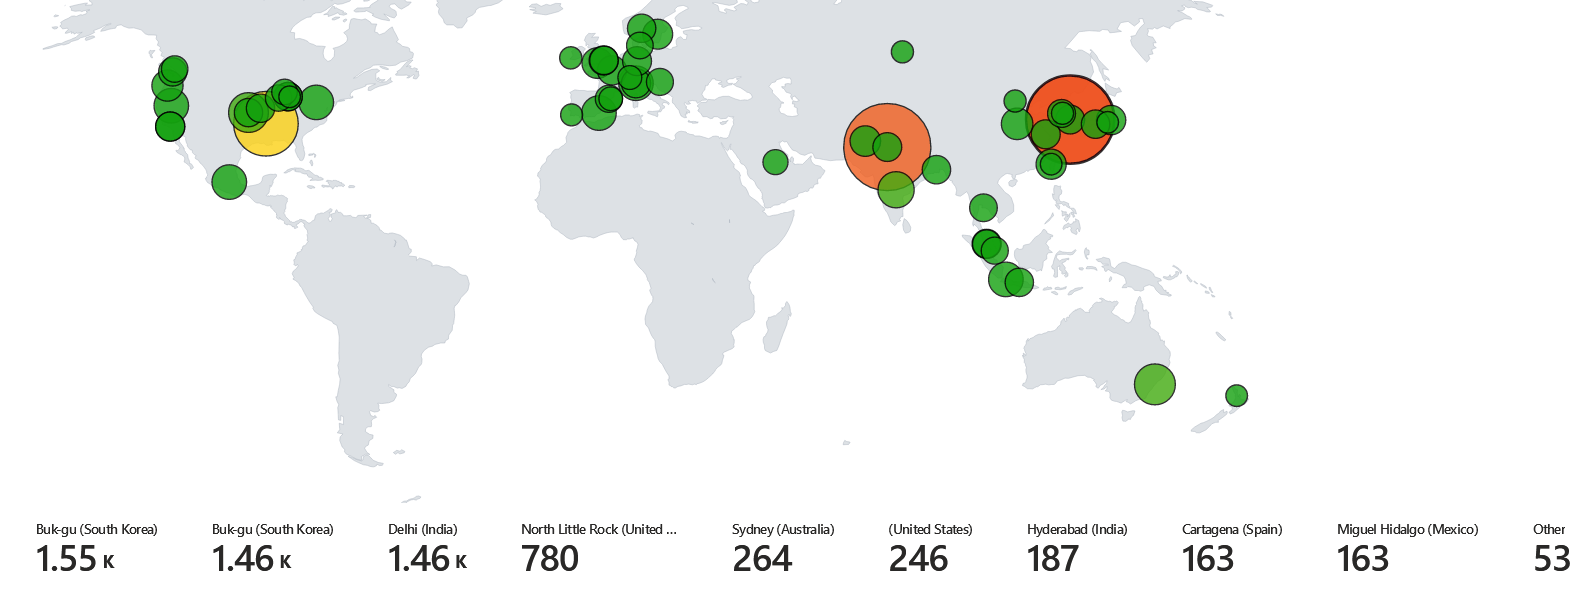 Buk-gu (South Korea) Buk-gu (South Korea) Delhi (India) North Little Rock (United ... Sydney (Australia) (United States) Hyderabad (India) Cartagena (Spain) Miguel Hidalgo (Mexico) Other
1.55 K 1.46 K 1.46 K 780 264 246 187 163 163 53